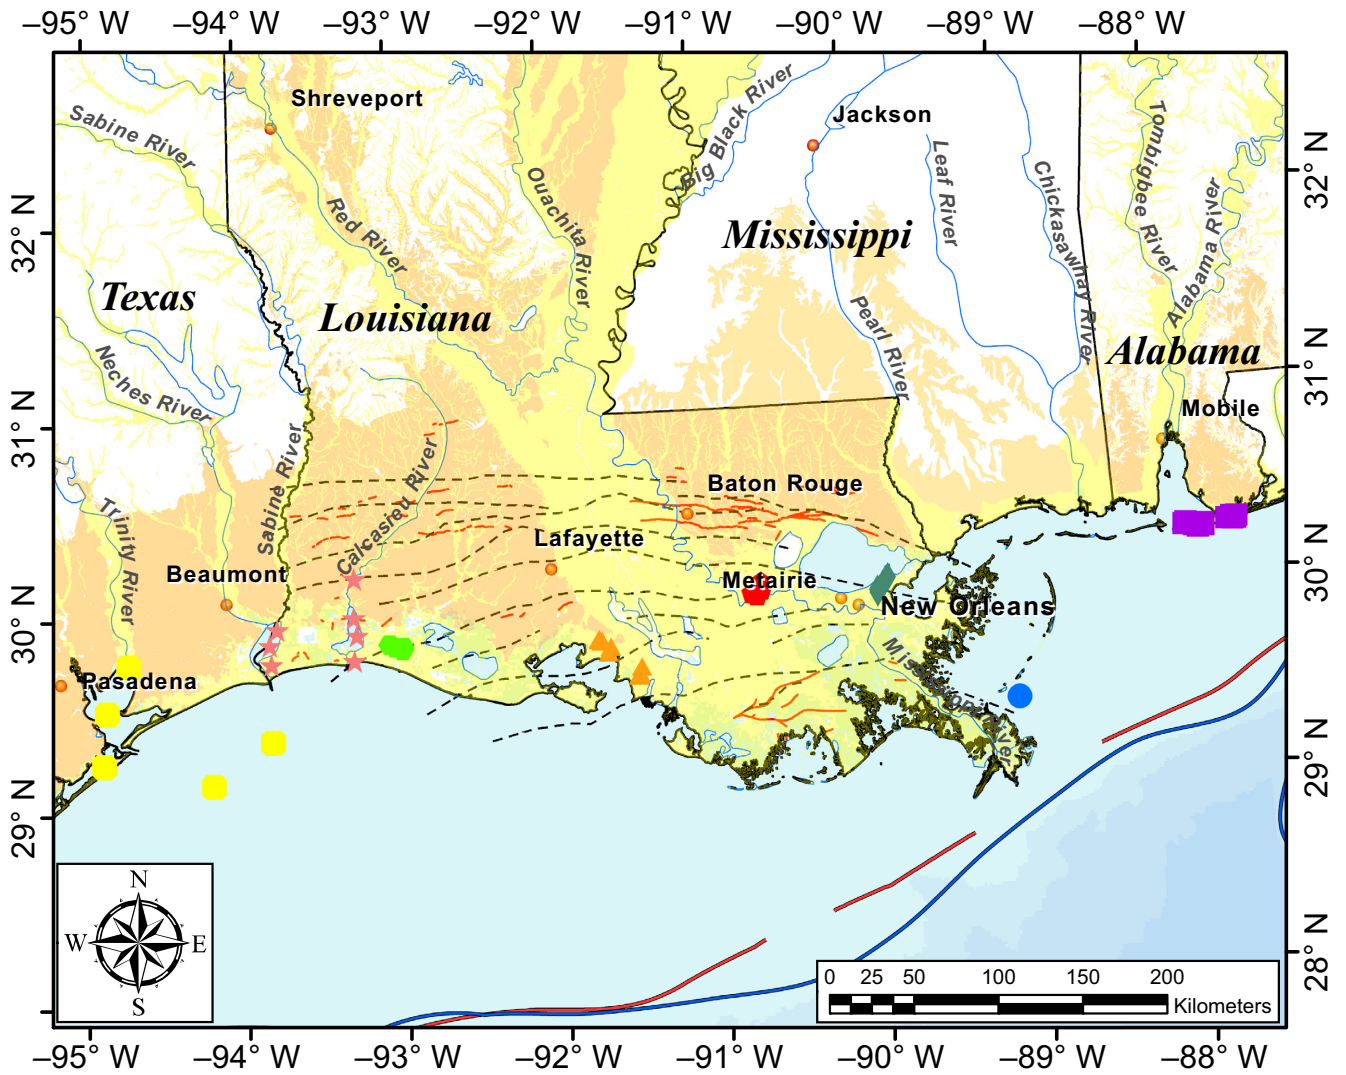 –95° W –94° W –93° W –92° W –91° W –90° W –89° W –88° W
Shreveport
Jackson
Sabine River
Big Black River
Leaf River
Tombigbee River
32° N
Chickasawhay River
Ouachita River
Alabama River
Red River
32° N
Mississippi
Texas
Louisiana
Pearl River
Alabama
31° N
Neches River
Mobile
31° N
Sabine River
Calcasieu River
Baton Rouge
Trinity River
Lafayette
30° N
Beaumont
Metairie
New Orleans
30° N
Mississippi River
Pasadena
29° N
29° N
N
W E
S
28° N
0 25 50 100 150 200
Kilometers
–95° W –94° W –93° W –92° W –91° W –90° W –89° W –88° W